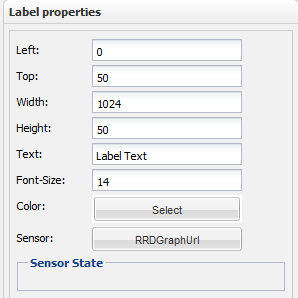 Label properties
Left: 0
Top: 50
Width: 1024
Height: 50
Text: Label Text
Font-Size: 14
Color: Select
Sensor: RRDGraphUrl
Sensor State